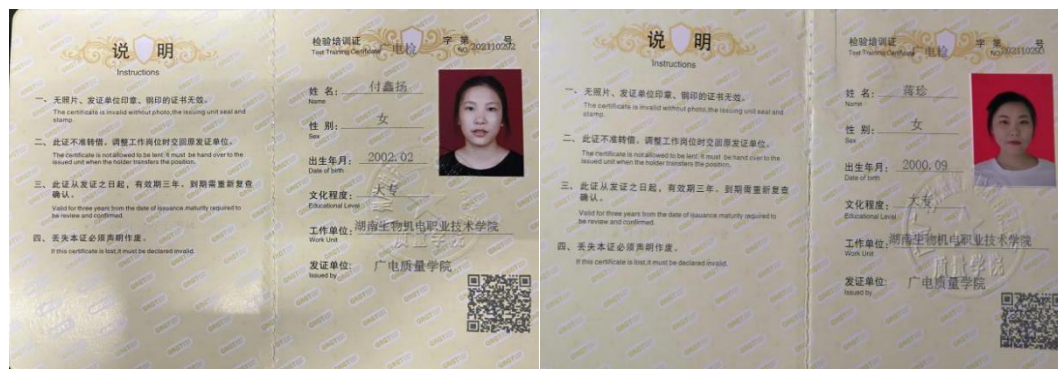 说 明
Instructions
一、无照片、发证单位印章、钢印的证书无效。
The certificate is invalid without photo, the issuing unit seal and
stamp.
二、此证不准转借,调整工作岗位时交回原发证单位。
The certificate is not allowed to be lent, it must be hand over to the
issued unit when the holder transfers the position.
三、此证从发证之日起,有效期三年,到期需重新复查
确认。
Valid for three years from the date of issuance maturity required to
be review and confirmed.
四、丢失本证必须声明作废。
If this certificate is lost,it must be declared invalid.
检验培训证 广电检 字 第 号
Test Training Certificate NO.202110202
姓 名: 付鑫扬
Name
性 别: 女
Sex
出生年月: 2002.02
Date of birth
文化程度: 大专
Educational Level
工作单位: 湖南生物机电职业技术学院
Work Unit
发证单位: 广电质量学院
Issued by
说 明
Instructions
一、无照片、发证单位印章、钢印的证书无效。
The certificate is invalid without photo, the issuing unit seal and
stamp.
二、此证不准转借,调整工作岗位时交回原发证单位。
The certificate is not allowed to be lent, it must be hand over to the
issued unit when the holder transfers the position.
三、此证从发证之日起,有效期三年,到期需重新复查
确认。
Valid for three years from the date of issuance maturity required to
be review and confirmed.
四、丢失本证必须声明作废。
If this certificate is lost,it must be declared invalid.
检验培训证 广电检 字 第 号
Test Training Certificate
姓 名: 蒋珍
Name
性 别: 女
Sex
出生年月: 2000.09
Date of birth
文化程度: 大专
Educational Level
工作单位: 湖南生物机电职业技术学院
Work Unit
质量学院
发证单位: 广电质量学院
Issued by